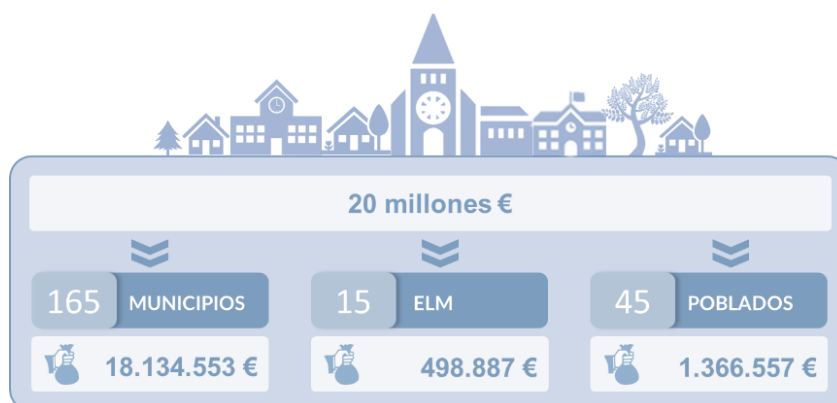 20 millones €
165 MUNICIPIOS
15 ELM
45 POBLADOS
18.134.553 €
498.887 €
1.366.557 €